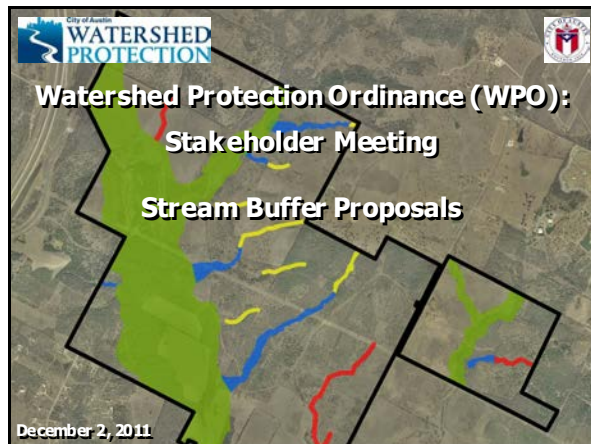 City of Austin
WATERSHED
PROTECTION
Watershed Protection Ordinance (WPO):
Stakeholder Meeting
Stream Buffer Proposals
December 2, 2011